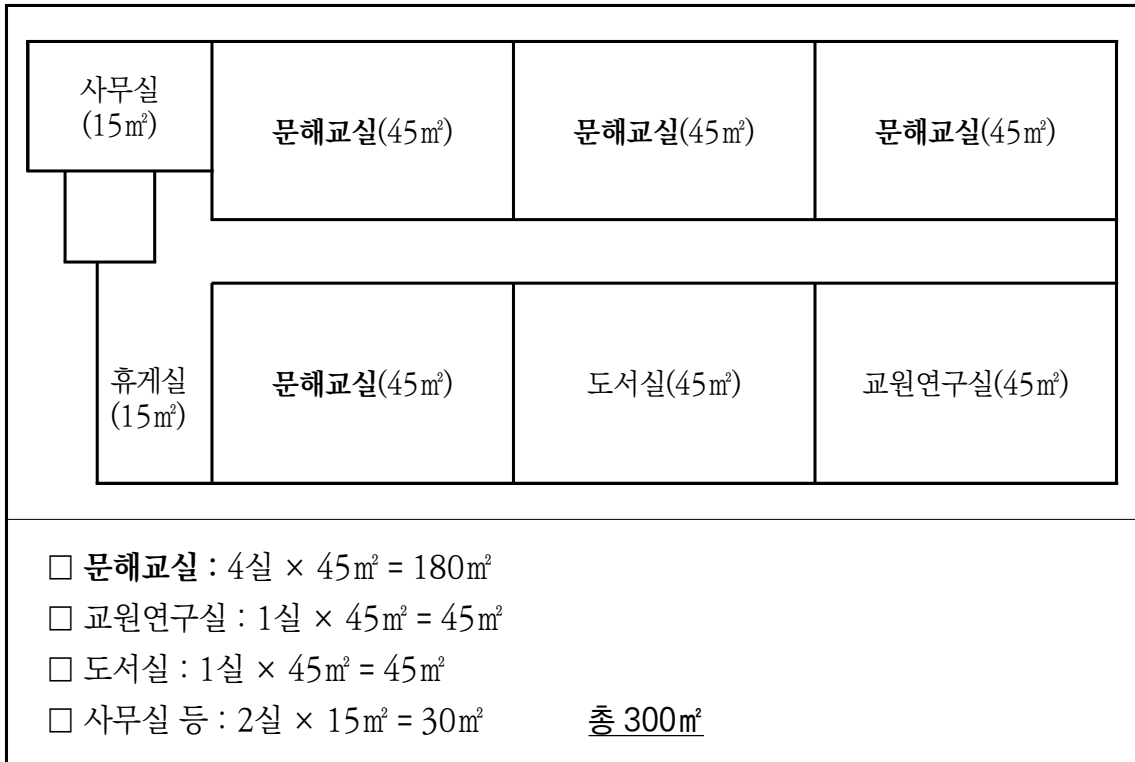 사무실
(15㎡)
문해교실(45㎡)
문해교실(45㎡)
문해교실(45㎡)
휴게실
(15㎡)
문해교실(45㎡)
도서실(45㎡)
교원연구실(45㎡)
□ 문해교실 : 4실 × 45㎡ = 180㎡
□ 교원연구실 : 1실 × 45㎡ = 45㎡
□ 도서실 : 1실 × 45㎡ = 45㎡
□ 사무실 등 : 2실 × 15㎡ = 30㎡ 총 300㎡